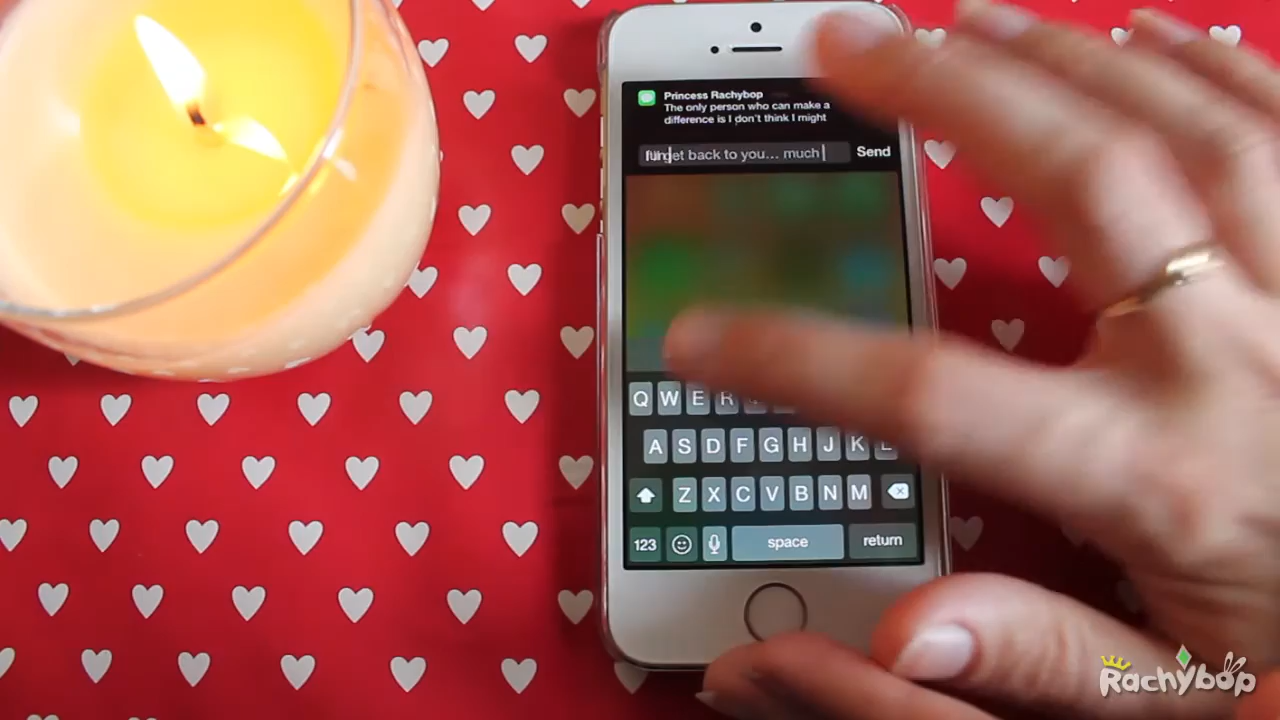 Princess Rachybop
The only person who can make a
difference is I don't think I might
get back to you... much
Send
Q W E R
A S D F G H J K L
Z X C V B N M
123 space return
Rachybop